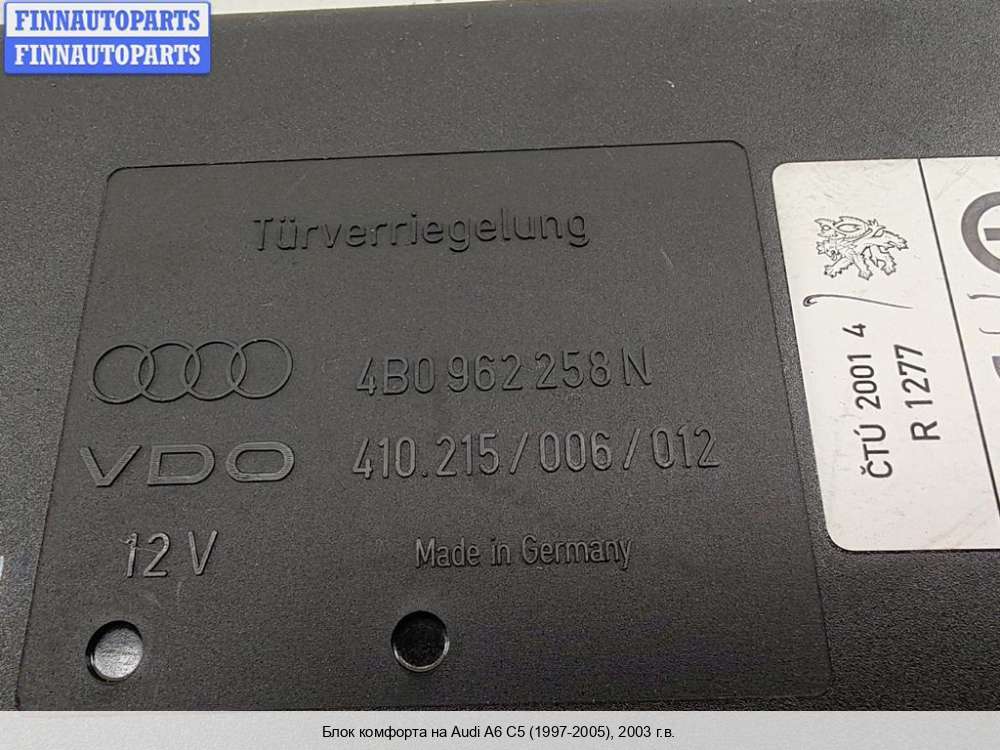 FINNAUTOPARTS
FINNAUTOPARTS
Türverriegelung
4B0 962 258 N
VDO 410.215/006/012
12 V Made in Germany
ČTÚ 2001 4
R 1277
Блок комфорта на Audi A6 C5 (1997-2005), 2003 г.в.